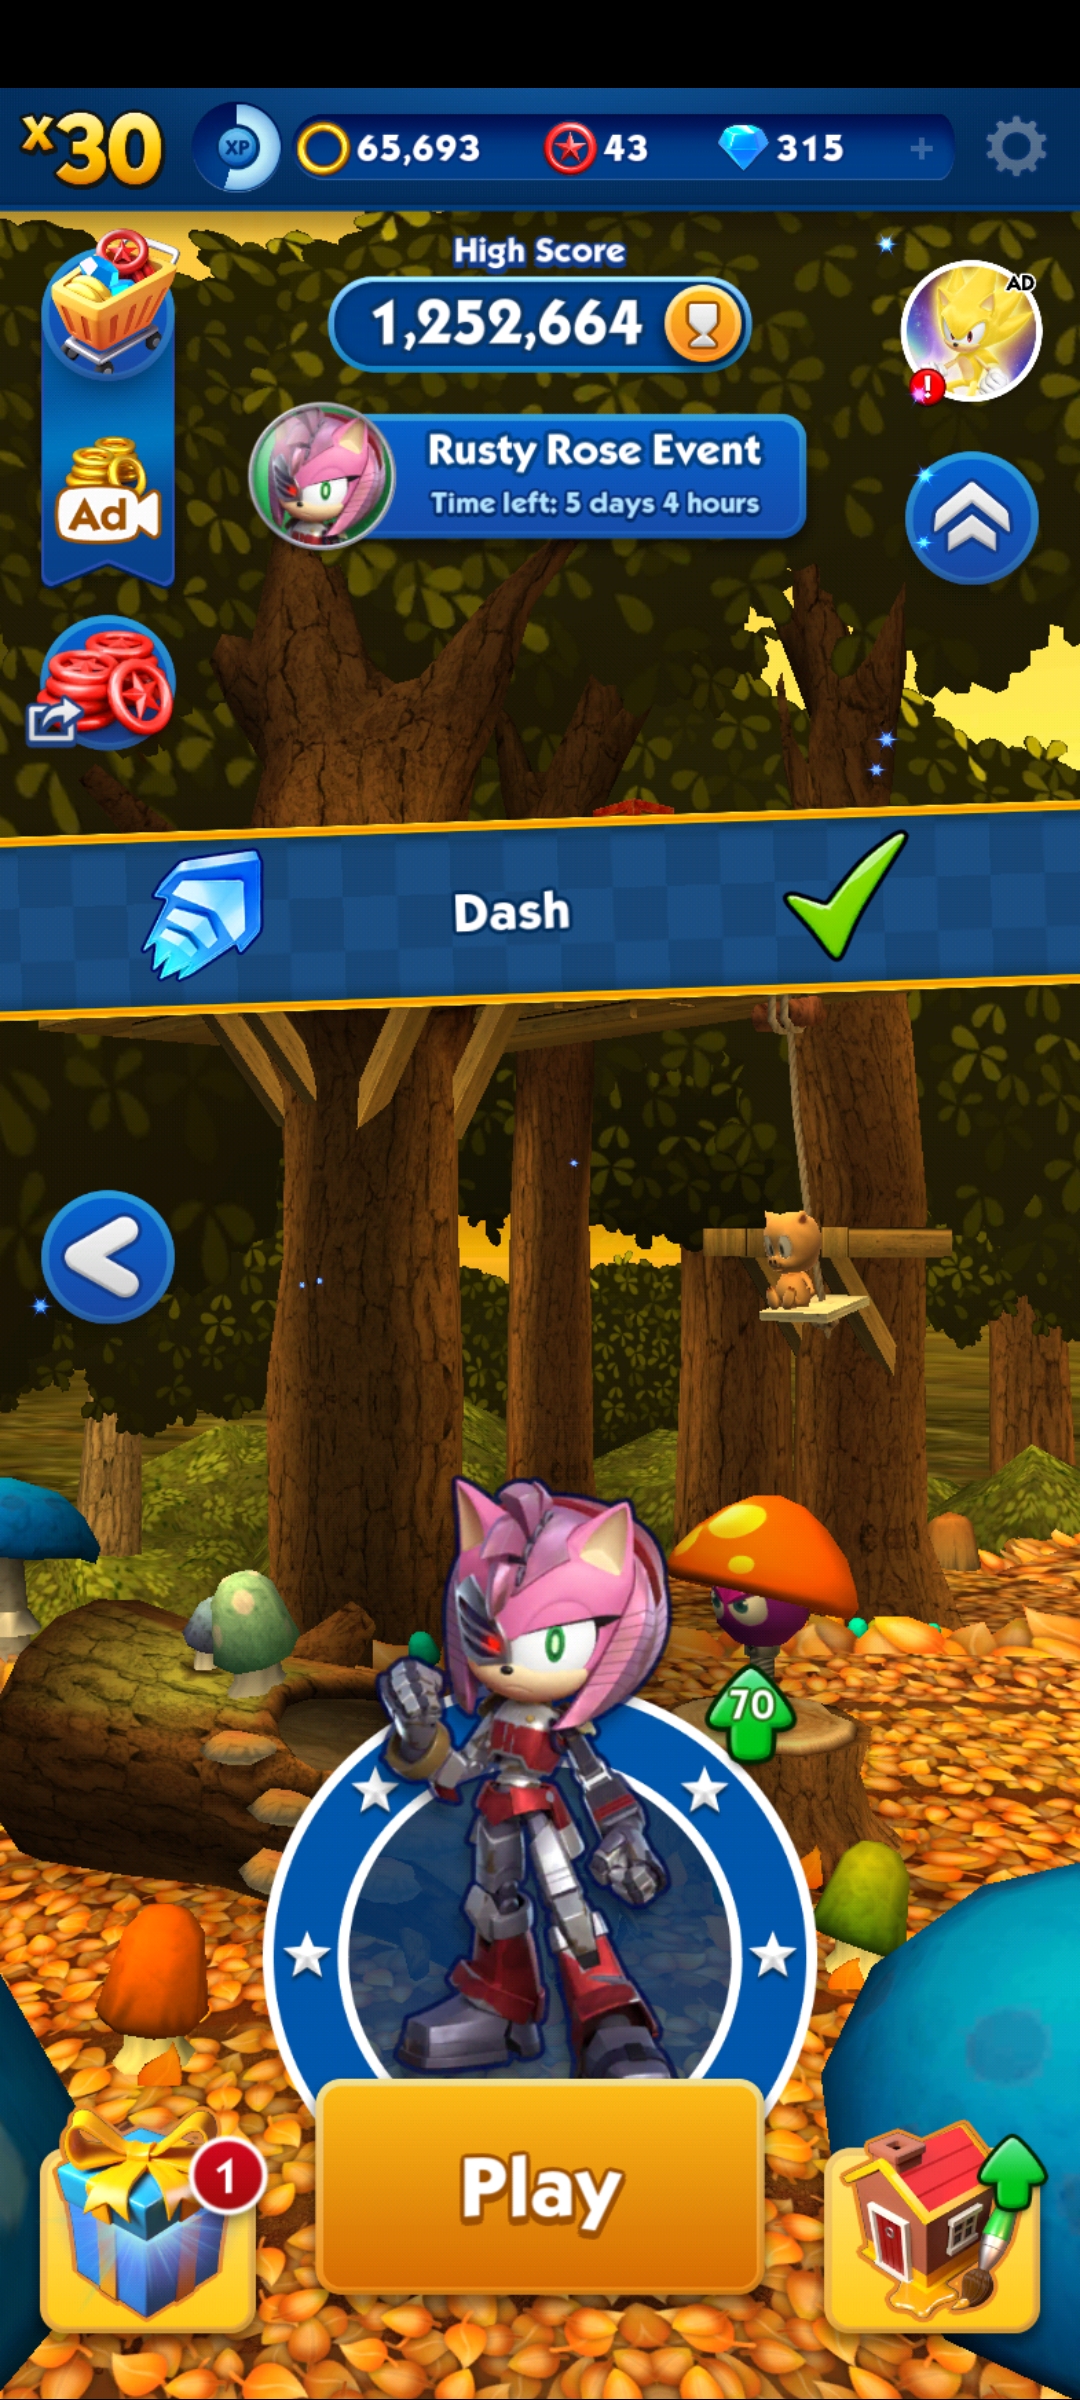 x30
XP
65,693
43
315
+
High Score
1,252,664
AD
!
Rusty Rose Event
Time left: 5 days 4 hours
Ad
Dash
70
Play
1